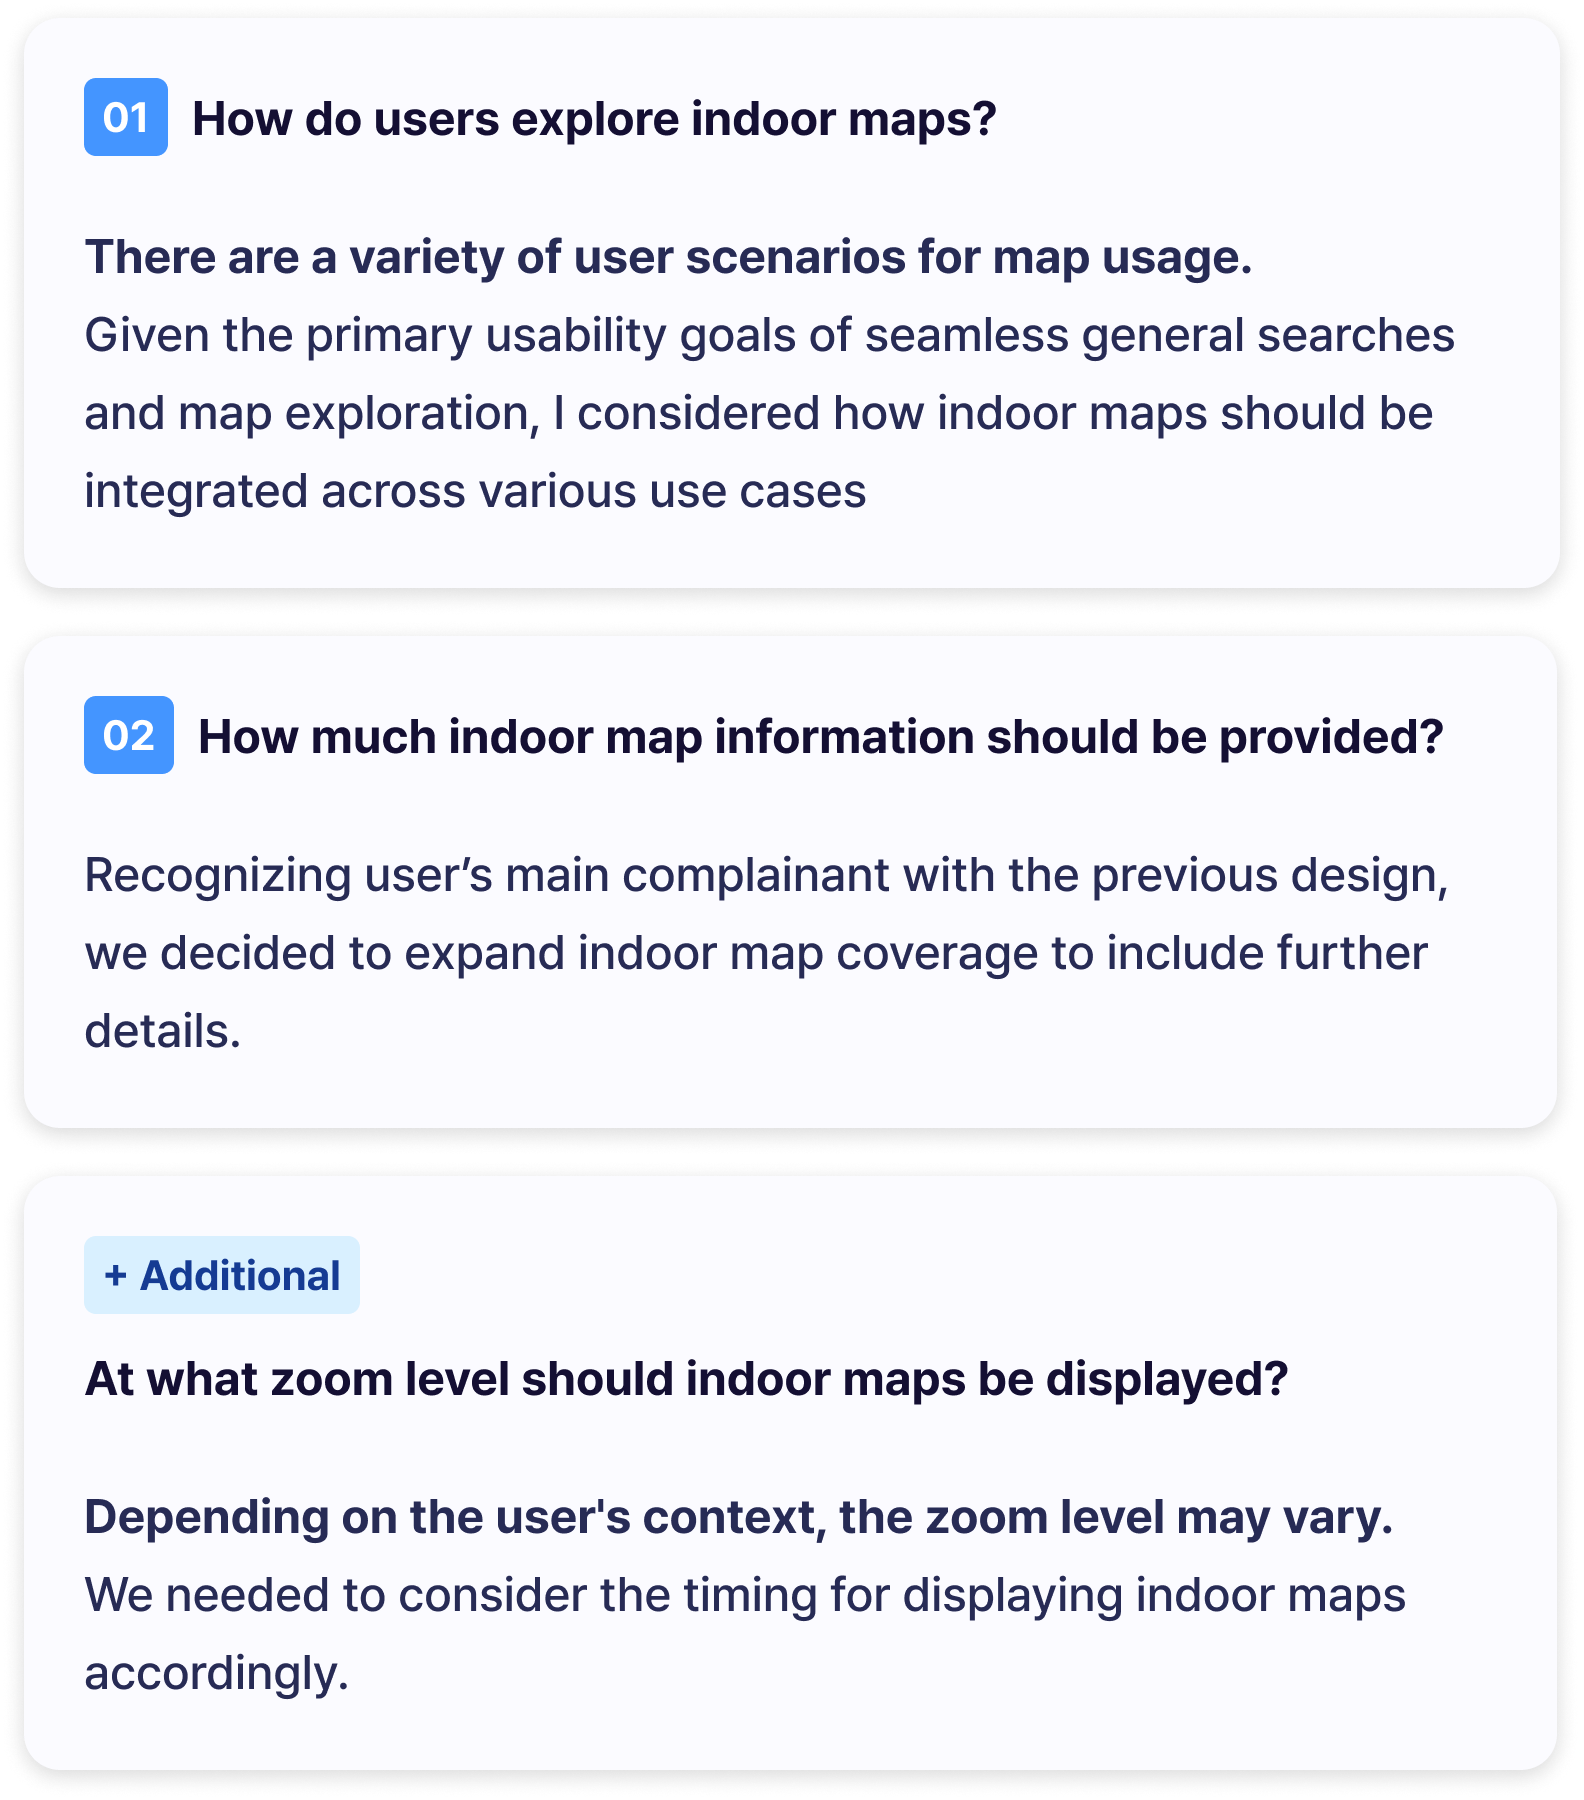 01 How do users explore indoor maps?
There are a variety of user scenarios for map usage.
Given the primary usability goals of seamless general searches
and map exploration, I considered how indoor maps should be
integrated across various use cases
02 How much indoor map information should be provided?
Recognizing user’s main complainant with the previous design,
we decided to expand indoor map coverage to include further
details.
+ Additional
At what zoom level should indoor maps be displayed?
Depending on the user's context, the zoom level may vary.
We needed to consider the timing for displaying indoor maps
accordingly.